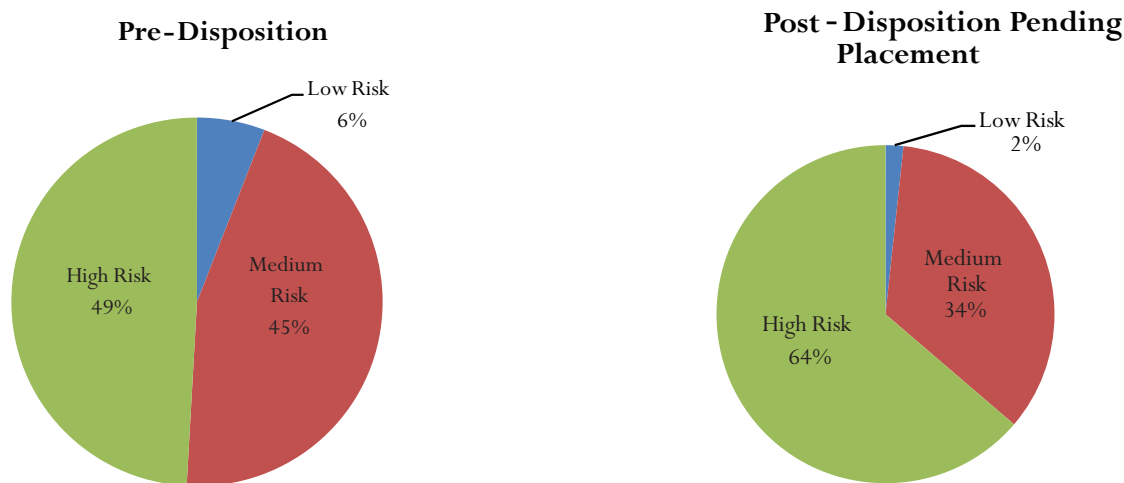 Pre-Disposition
Low Risk
6%
High Risk
49%
Medium
Risk
45%
Post - Disposition Pending
Placement
Low Risk
2%
Medium
Risk
34%
High Risk
64%